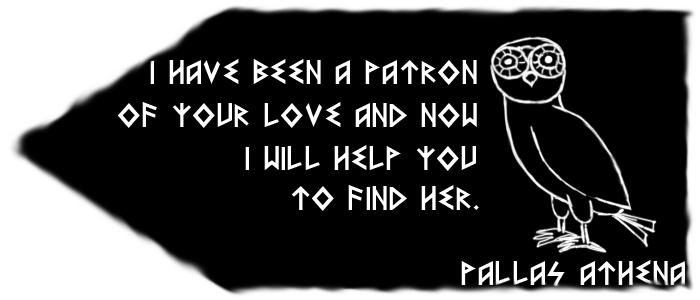 I HAVE BEEN A PATRON
OF YOUR LOVE AND NOW
I WILL HELP YOU
TO FIND HER.
PALLAS ATHENA